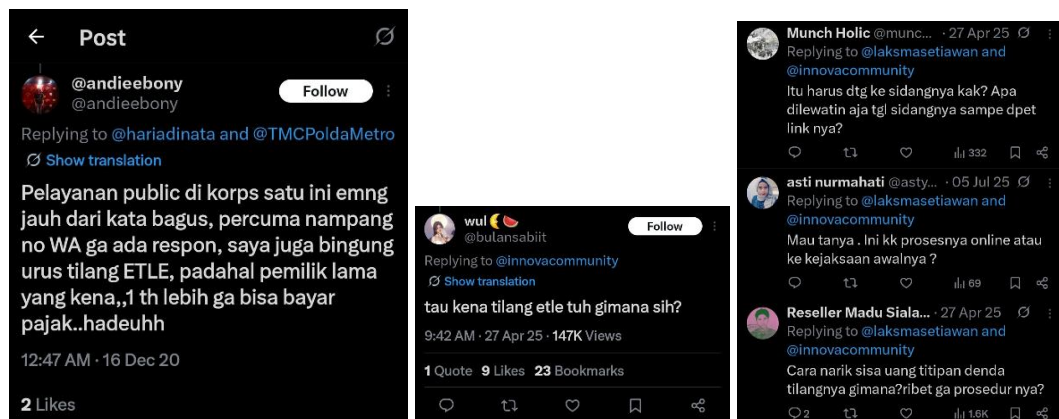 Post
@andieebony
@andieebony
Follow
Replying to @hariadinata and @TMCPoldaMetro
Show translation
Pelayanan public di korps satu ini emng
jauh dari kata bagus, percuma nampang
no WA ga ada respon, saya juga bingung
urus tilang ETLE, padahal pemilik lama
yang kena,,1 th lebih ga bisa bayar
pajak..hadeuhh
12:47 AM · 16 Dec 20
2 Likes
wul
@bulansabiit
Follow
Replying to @innovacommunity
Show translation
tau kena tilang etle tuh gimana sih?
9:42 AM · 27 Apr 25 · 147K Views
1 Quote 9 Likes 23 Bookmarks
Munch Holic @munc... · 27 Apr 25
Replying to @laksmasetiawan and
@innovacommunity
Itu harus dtg ke sidangnya kak? Apa
dilewatin aja tgl sidangnya sampe dpet
link nya?
332
asti nurmahati @asty... · 05 Jul 25
Replying to @laksmasetiawan and
@innovacommunity
Mau tanya . Ini kk prosesnya online atau
ke kejaksaan awalnya ?
69
Reseller Madu Siala... · 27 Apr 25
Replying to @laksmasetiawan and
@innovacommunity
Cara narik sisa uang titipan denda
tilangnya gimana?ribet ga prosedur nya?
2 1.6K